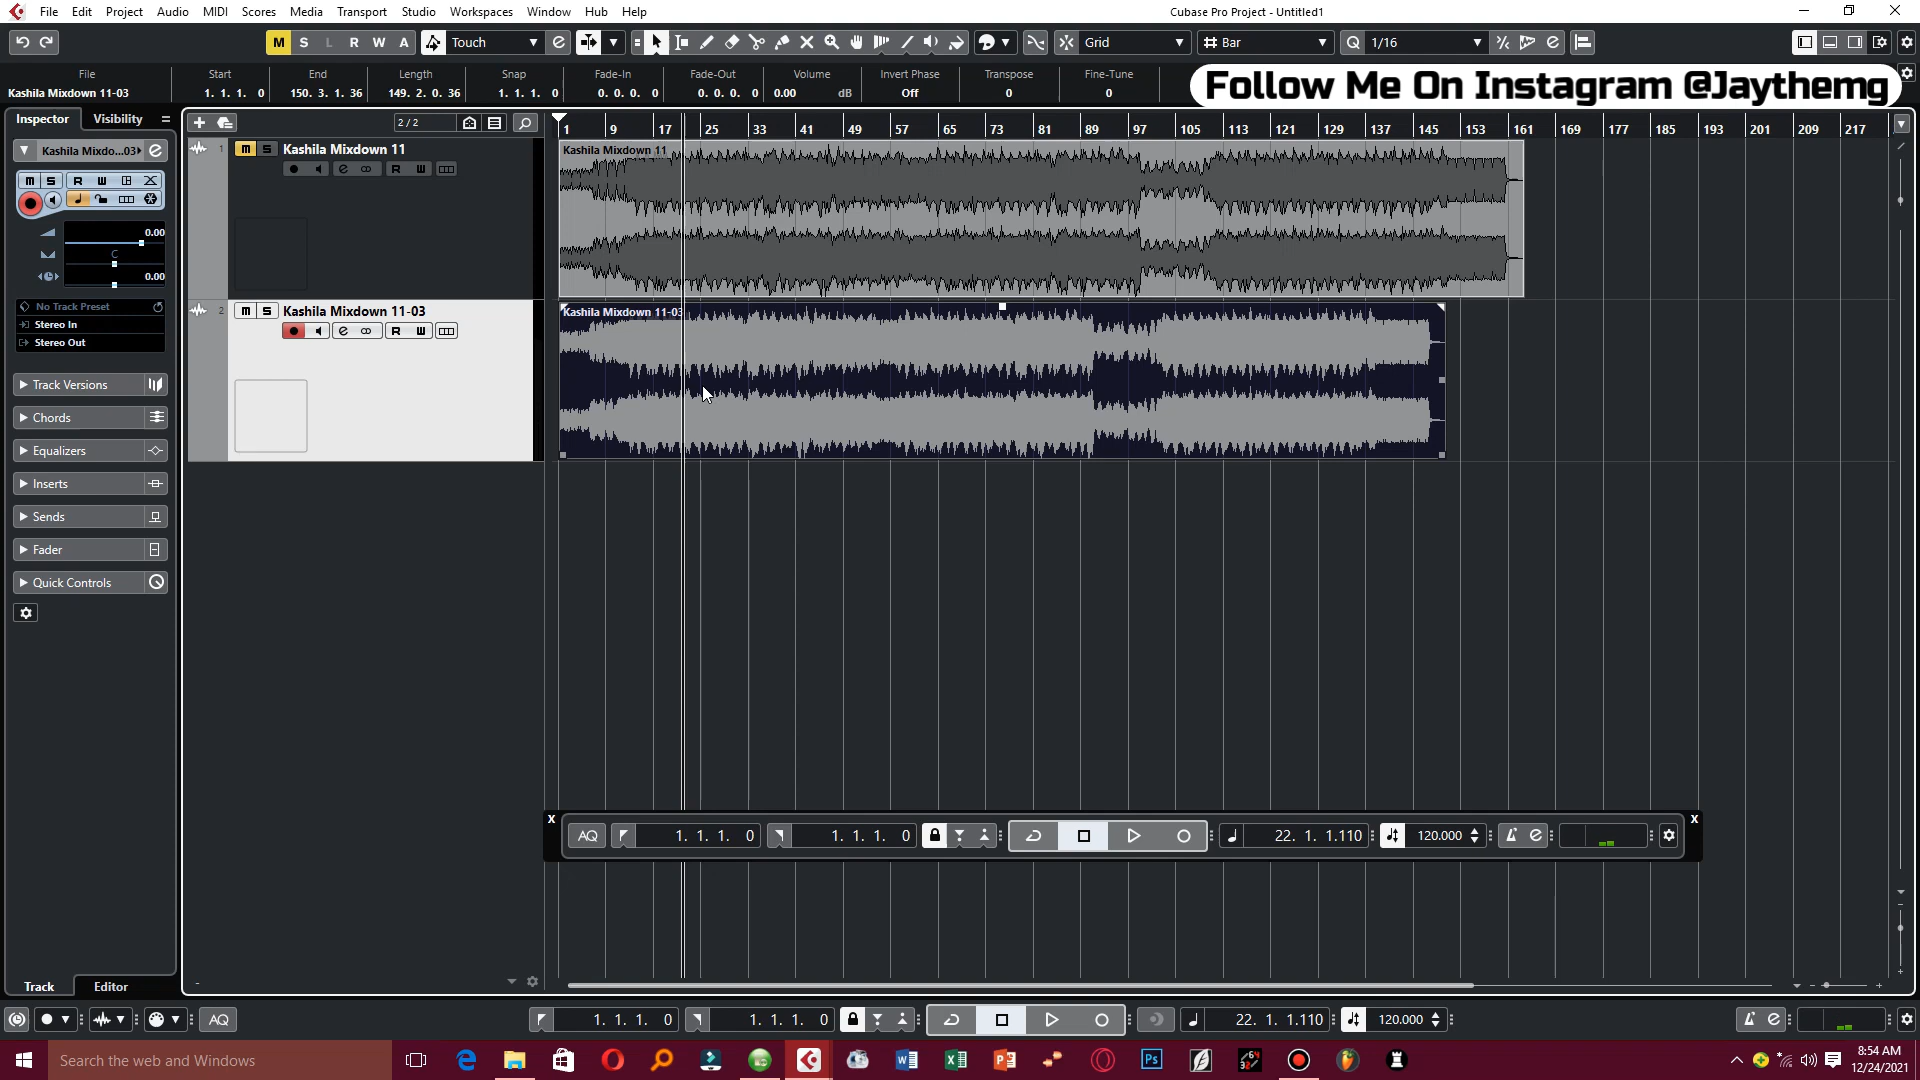 File Edit Project Audio MIDI Scores Media Transport Studio Workspaces Window Hub Help
Cubase Pro Project - Untitled1
M S L R W A Touch Grid Bar Q 1/16
File Start End Length Snap Fade-In Fade-Out Volume Invert Phase Transpose Fine-Tune
Kashila Mixdown 11-03 1. 1. 1. 0 150. 3. 1. 36 149. 2. 0. 36 1. 1. 1. 0 0. 0. 0. 0 0. 0. 0. 0 0.00 dB Off 0 0
Follow Me On Instagram @Jaythemg
Inspector Visibility
2 / 2
1 9 17 25 33 41 49 57 65 73 81 89 97 105 113 121 129 137 145 153 161 169 177 185 193 201 209 217
Kashila Mixdo...03
M S R W
0.00
C
0.00
No Track Preset
Stereo In
Stereo Out
Track Versions
Chords
Equalizers
Inserts
Sends
Fader
Quick Controls
1 M S Kashila Mixdown 11
R W
Kashila Mixdown 11
2 M S Kashila Mixdown 11-03
R W
Kashila Mixdown 11-03
X X
AQ 1. 1. 1. 0 1. 1. 1. 0 22. 1. 1.110 120.000
Track Editor
AQ 1. 1. 1. 0 1. 1. 1. 0 22. 1. 1.110 120.000
Search the web and Windows
8:54 AM
12/24/2021